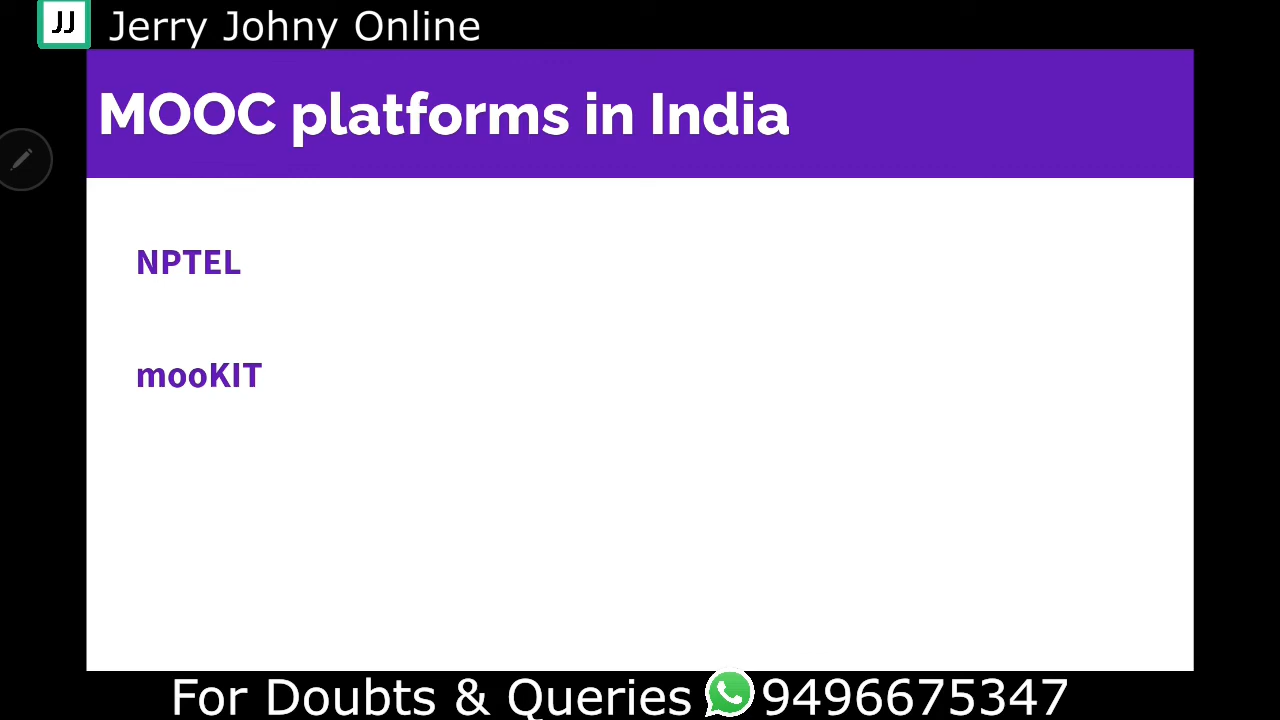 JJ Jerry Johny Online
MOOC platforms in India
NPTEL
mooKIT
For Doubts & Queries 9496675347